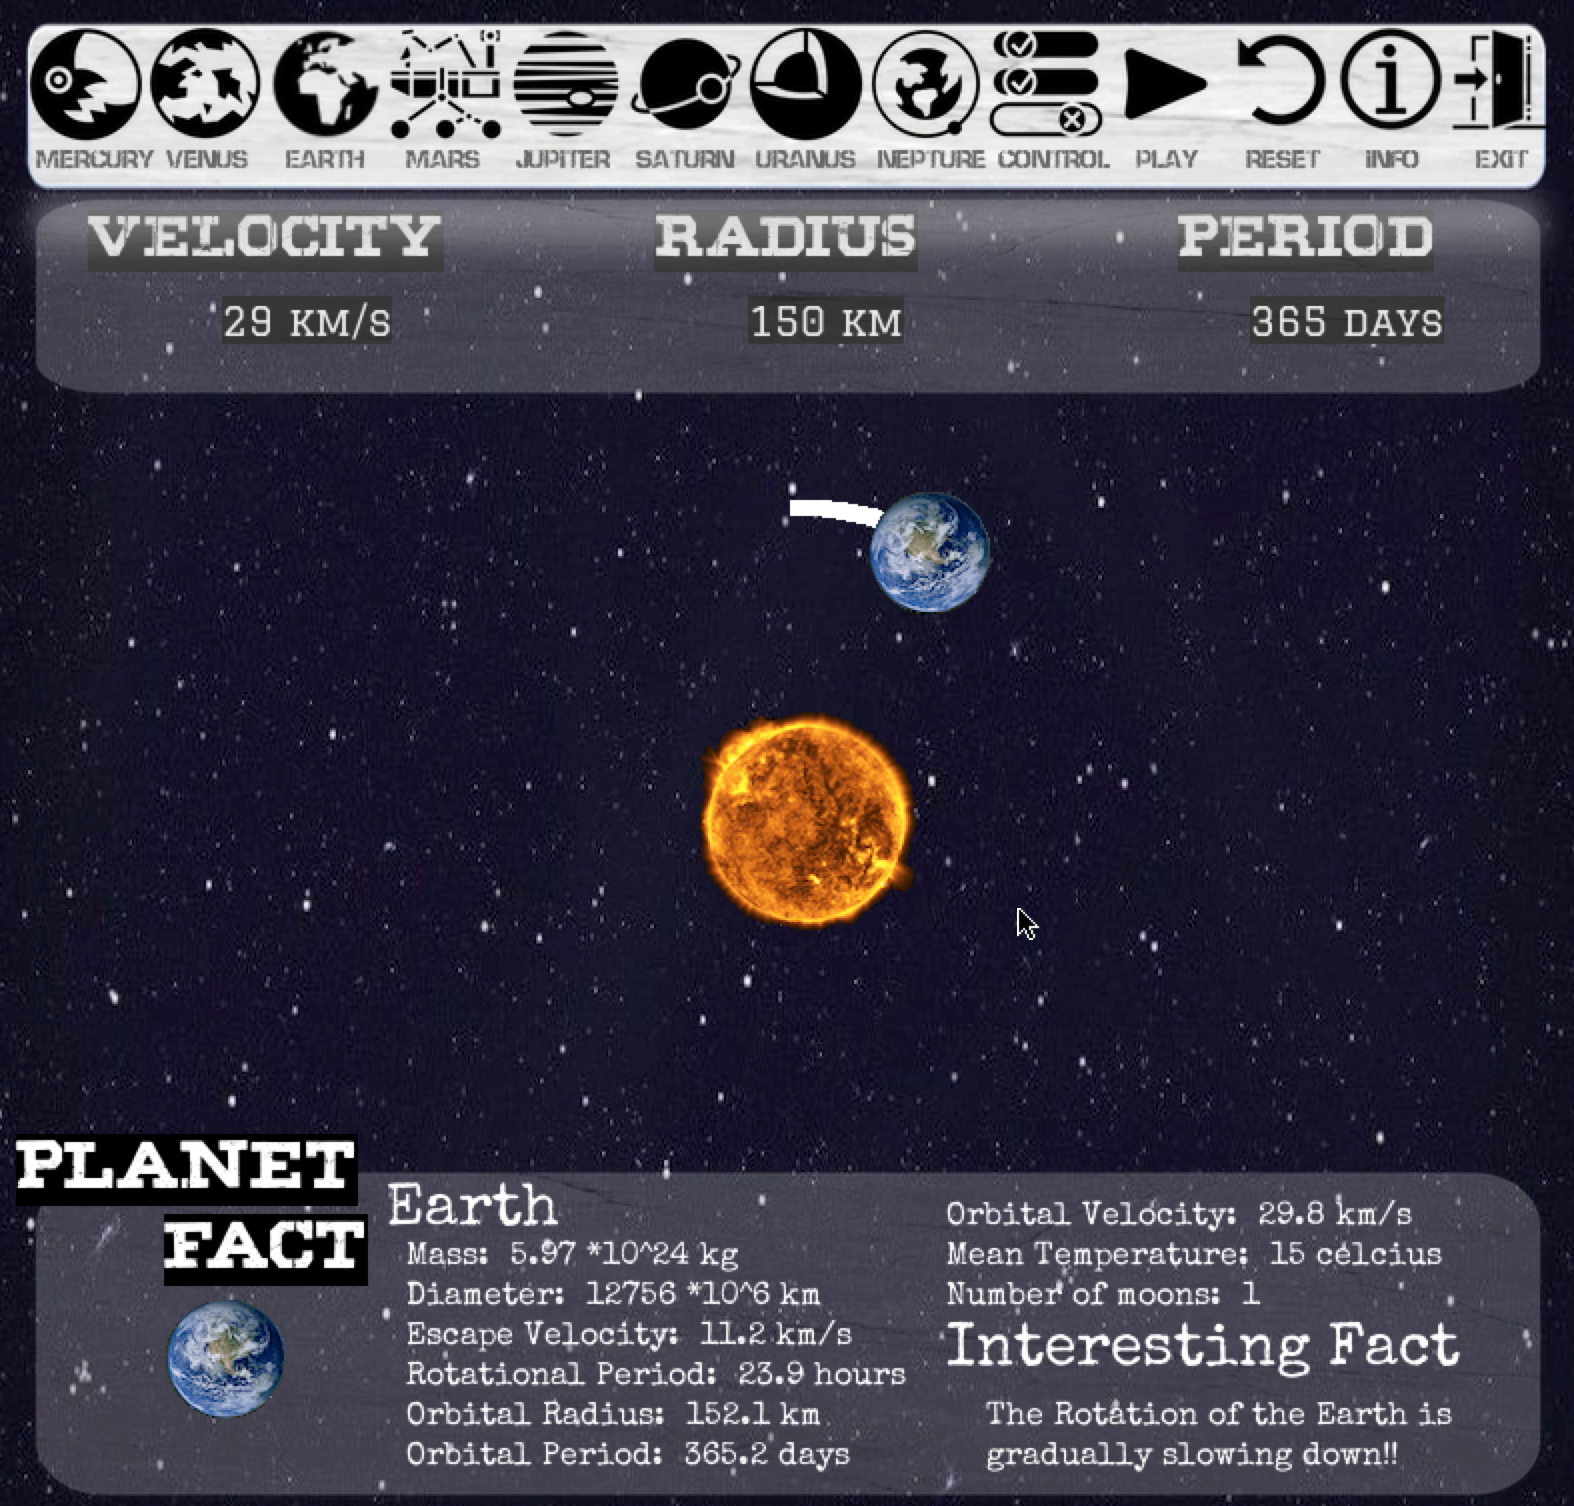 MERCURY VENUS EARTH MARS JUPITER SATURN URANUS NEPTURE CONTROL PLAY RESET INFO EXIT
VELOCITY RADIUS PERIOD
29 KM/S 150 KM 365 DAYS
PLANET
FACT
Earth
Mass: 5.97 *10^24 kg
Diameter: 12756 *10^6 km
Escape Velocity: 11.2 km/s
Rotational Period: 23.9 hours
Orbital Radius: 152.1 km
Orbital Period: 365.2 days
Orbital Velocity: 29.8 km/s
Mean Temperature: 15 celcius
Number of moons: 1
Interesting Fact
The Rotation of the Earth is
gradually slowing down!!